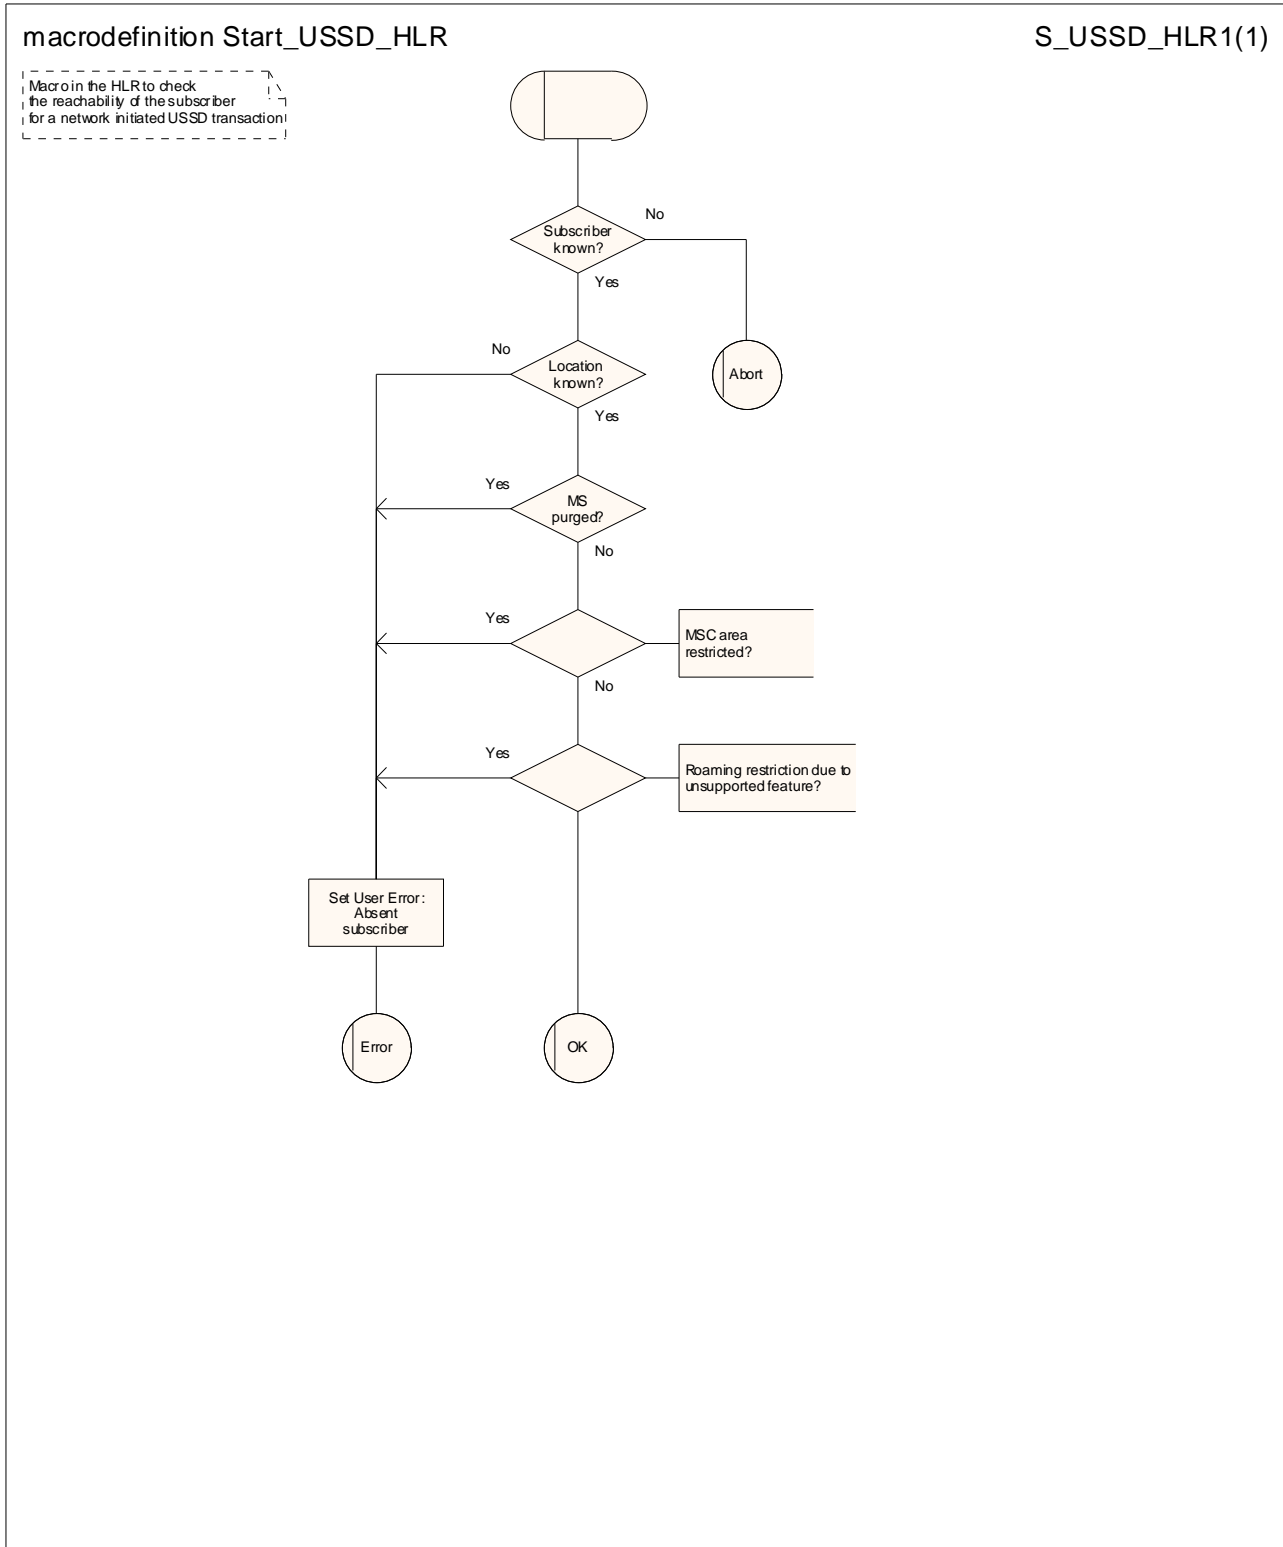 macrodefinition Start_USSD_HLR
S_USSD_HLR1(1)
Macro in the HLR to check
the reachability of the subscriber
for a network initiated USSD transaction
No
Subscriber
known?
Yes
No
Location
known?
Abort
Yes
Yes
MS
purged?
No
Yes
MSC area
restricted?
No
Yes
Roaming restriction due to
unsupported feature?
Set User Error:
Absent
subscriber
Error
OK